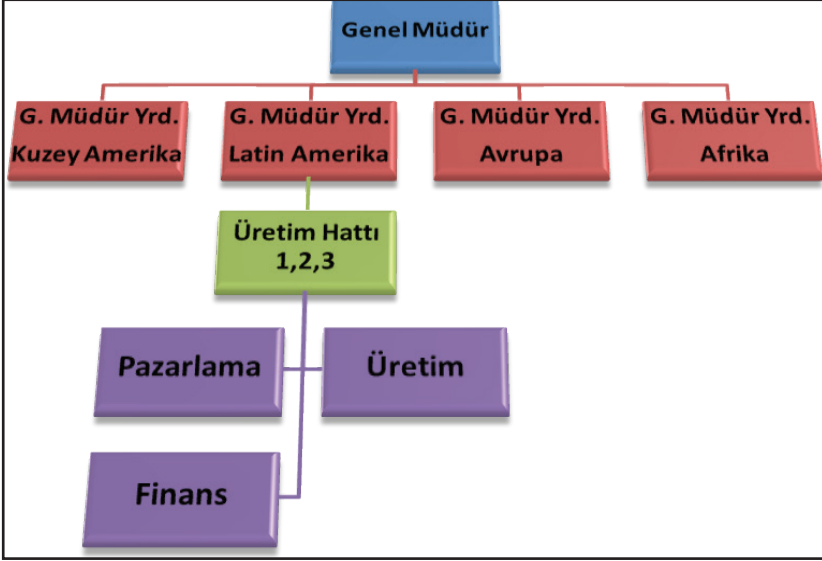 Genel Müdür
G. Müdür Yrd.
Kuzey Amerika
G. Müdür Yrd.
Latin Amerika
G. Müdür Yrd.
Avrupa
G. Müdür Yrd.
Afrika
Üretim Hattı
1,2,3
Pazarlama
Üretim
Finans